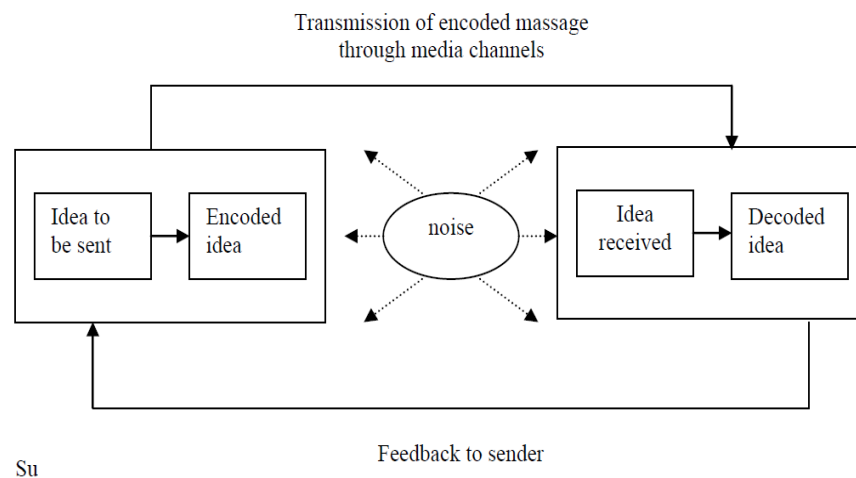 Transmission of encoded massage
through media channels
Idea to
be sent
Encoded
idea
noise
Idea
received
Decoded
idea
Feedback to sender
Su